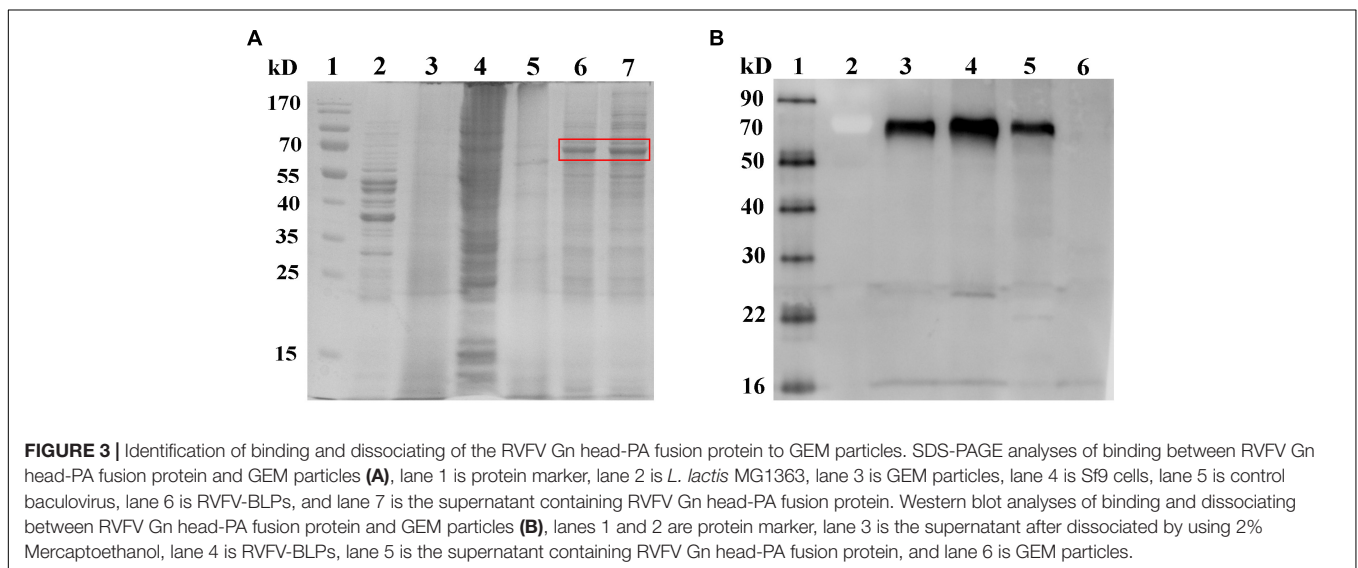 A
kD 1 2 3 4 5 6 7
170
70
55
40
35
25
15
B
kD 1 2 3 4 5 6
90
70
50
40
30
22
16
FIGURE 3 | Identification of binding and dissociating of the RVFV Gn head-PA fusion protein to GEM particles. SDS-PAGE analyses of binding between RVFV Gn
head-PA fusion protein and GEM particles (A), lane 1 is protein marker, lane 2 is L. lactis MG1363, lane 3 is GEM particles, lane 4 is Sf9 cells, lane 5 is control
baculovirus, lane 6 is RVFV-BLPs, and lane 7 is the supernatant containing RVFV Gn head-PA fusion protein. Western blot analyses of binding and dissociating
between RVFV Gn head-PA fusion protein and GEM particles (B), lanes 1 and 2 are protein marker, lane 3 is the supernatant after dissociated by using 2%
Mercaptoethanol, lane 4 is RVFV-BLPs, lane 5 is the supernatant containing RVFV Gn head-PA fusion protein, and lane 6 is GEM particles.